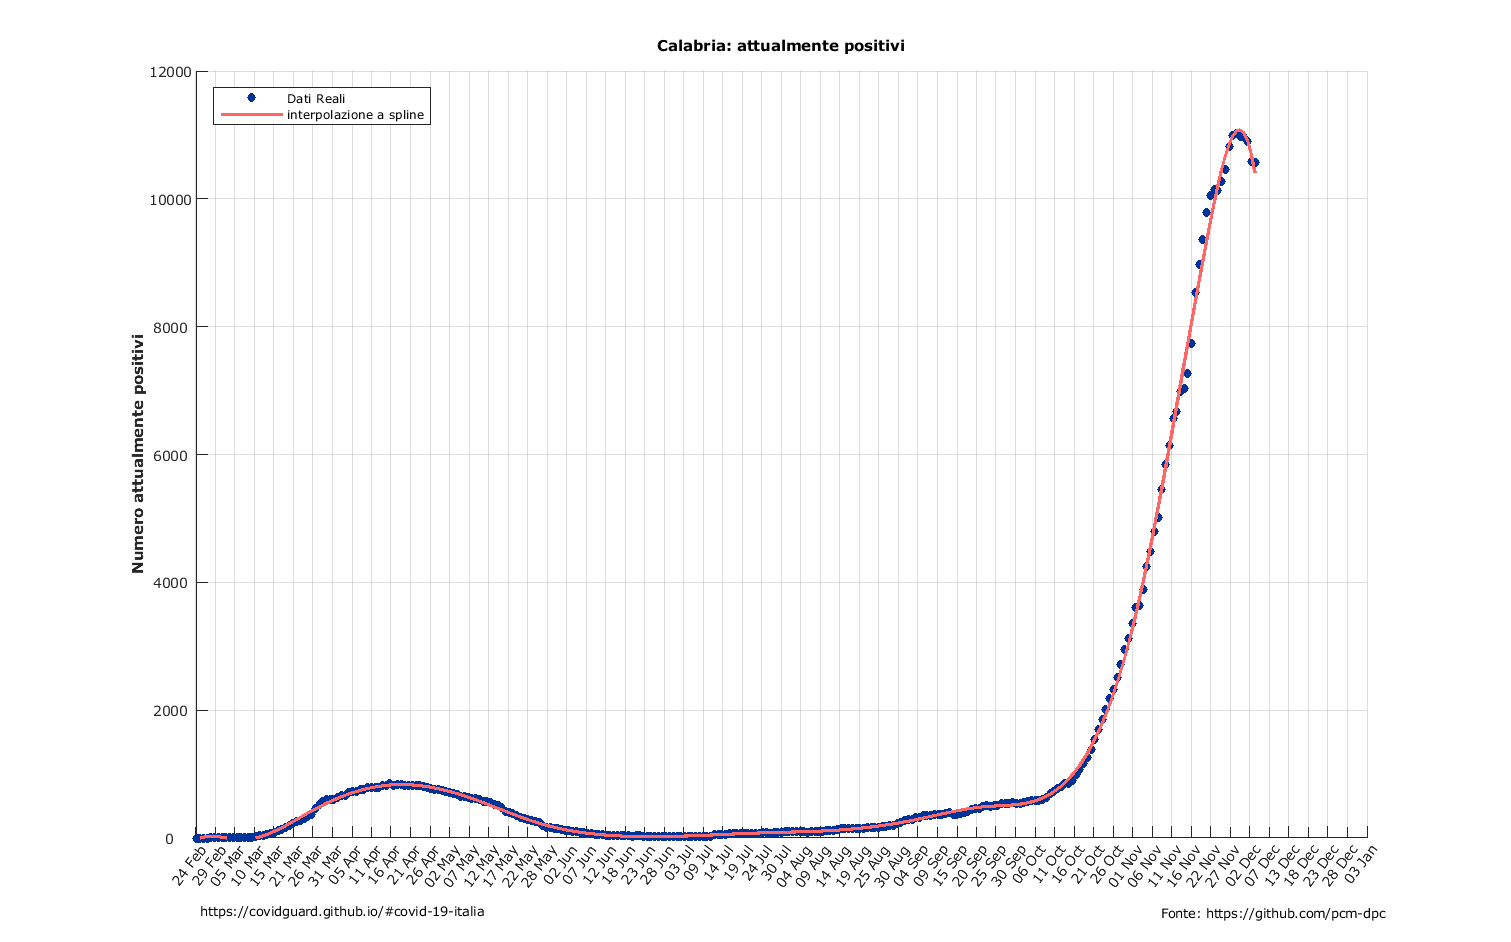 Calabria: attualmente positivi
12000
10000
8000
6000
4000
2000
0
Numero attualmente positivi
Dati Reali
interpolazione a spline
24 Feb
29 Feb
05 Mar
10 Mar
15 Mar
21 Mar
26 Mar
31 Mar
05 Apr
11 Apr
16 Apr
21 Apr
26 Apr
02 May
07 May
12 May
17 May
22 May
28 May
02 Jun
07 Jun
12 Jun
18 Jun
23 Jun
28 Jun
03 Jul
09 Jul
14 Jul
19 Jul
24 Jul
30 Jul
04 Aug
09 Aug
14 Aug
19 Aug
25 Aug
30 Aug
04 Sep
09 Sep
15 Sep
20 Sep
25 Sep
30 Sep
06 Oct
11 Oct
16 Oct
21 Oct
26 Oct
01 Nov
06 Nov
11 Nov
16 Nov
22 Nov
27 Nov
02 Dec
07 Dec
13 Dec
18 Dec
23 Dec
28 Dec
03 Jan
https://covidguard.github.io/#covid-19-italia
Fonte: https://github.com/pcm-dpc